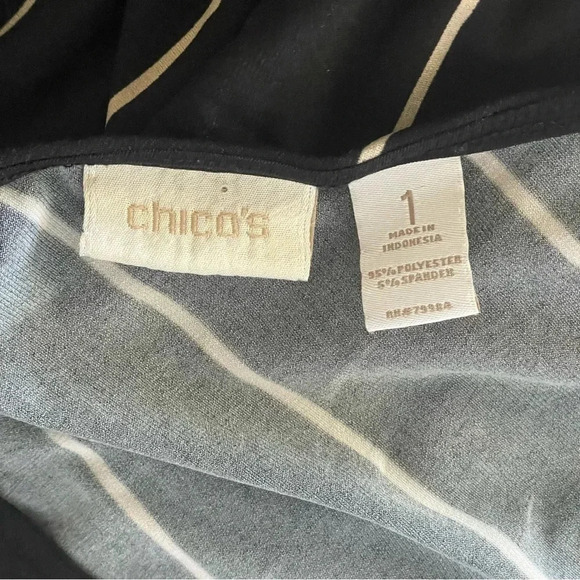 chico's
1
MADE IN
INDONESIA
95% POLYESTER
5% SPANDEX
RN#79984